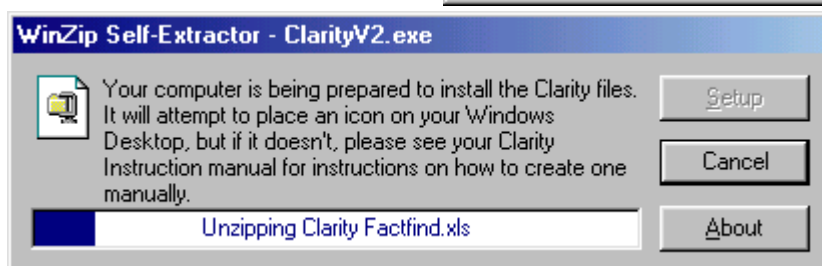 WinZip Self-Extractor - ClarityV2.exe
Your computer is being prepared to install the Clarity files.
It will attempt to place an icon on your Windows
Desktop, but if it doesn't, please see your Clarity
Instruction manual for instructions on how to create one
manually.
Unzipping Clarity Factfind.xls
Setup
Cancel
About